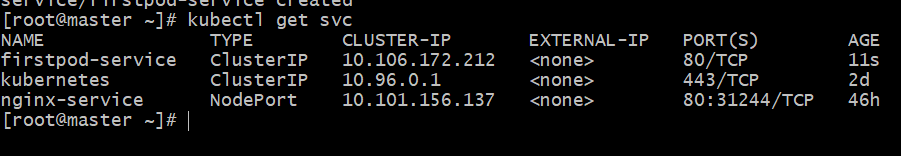 service/firstpod-service created
[root@master ~]# kubectl get svc
NAME TYPE CLUSTER-IP EXTERNAL-IP PORT(S) AGE
firstpod-service ClusterIP 10.106.172.212 <none> 80/TCP 11s
kubernetes ClusterIP 10.96.0.1 <none> 443/TCP 2d
nginx-service NodePort 10.101.156.137 <none> 80:31244/TCP 46h
[root@master ~]#